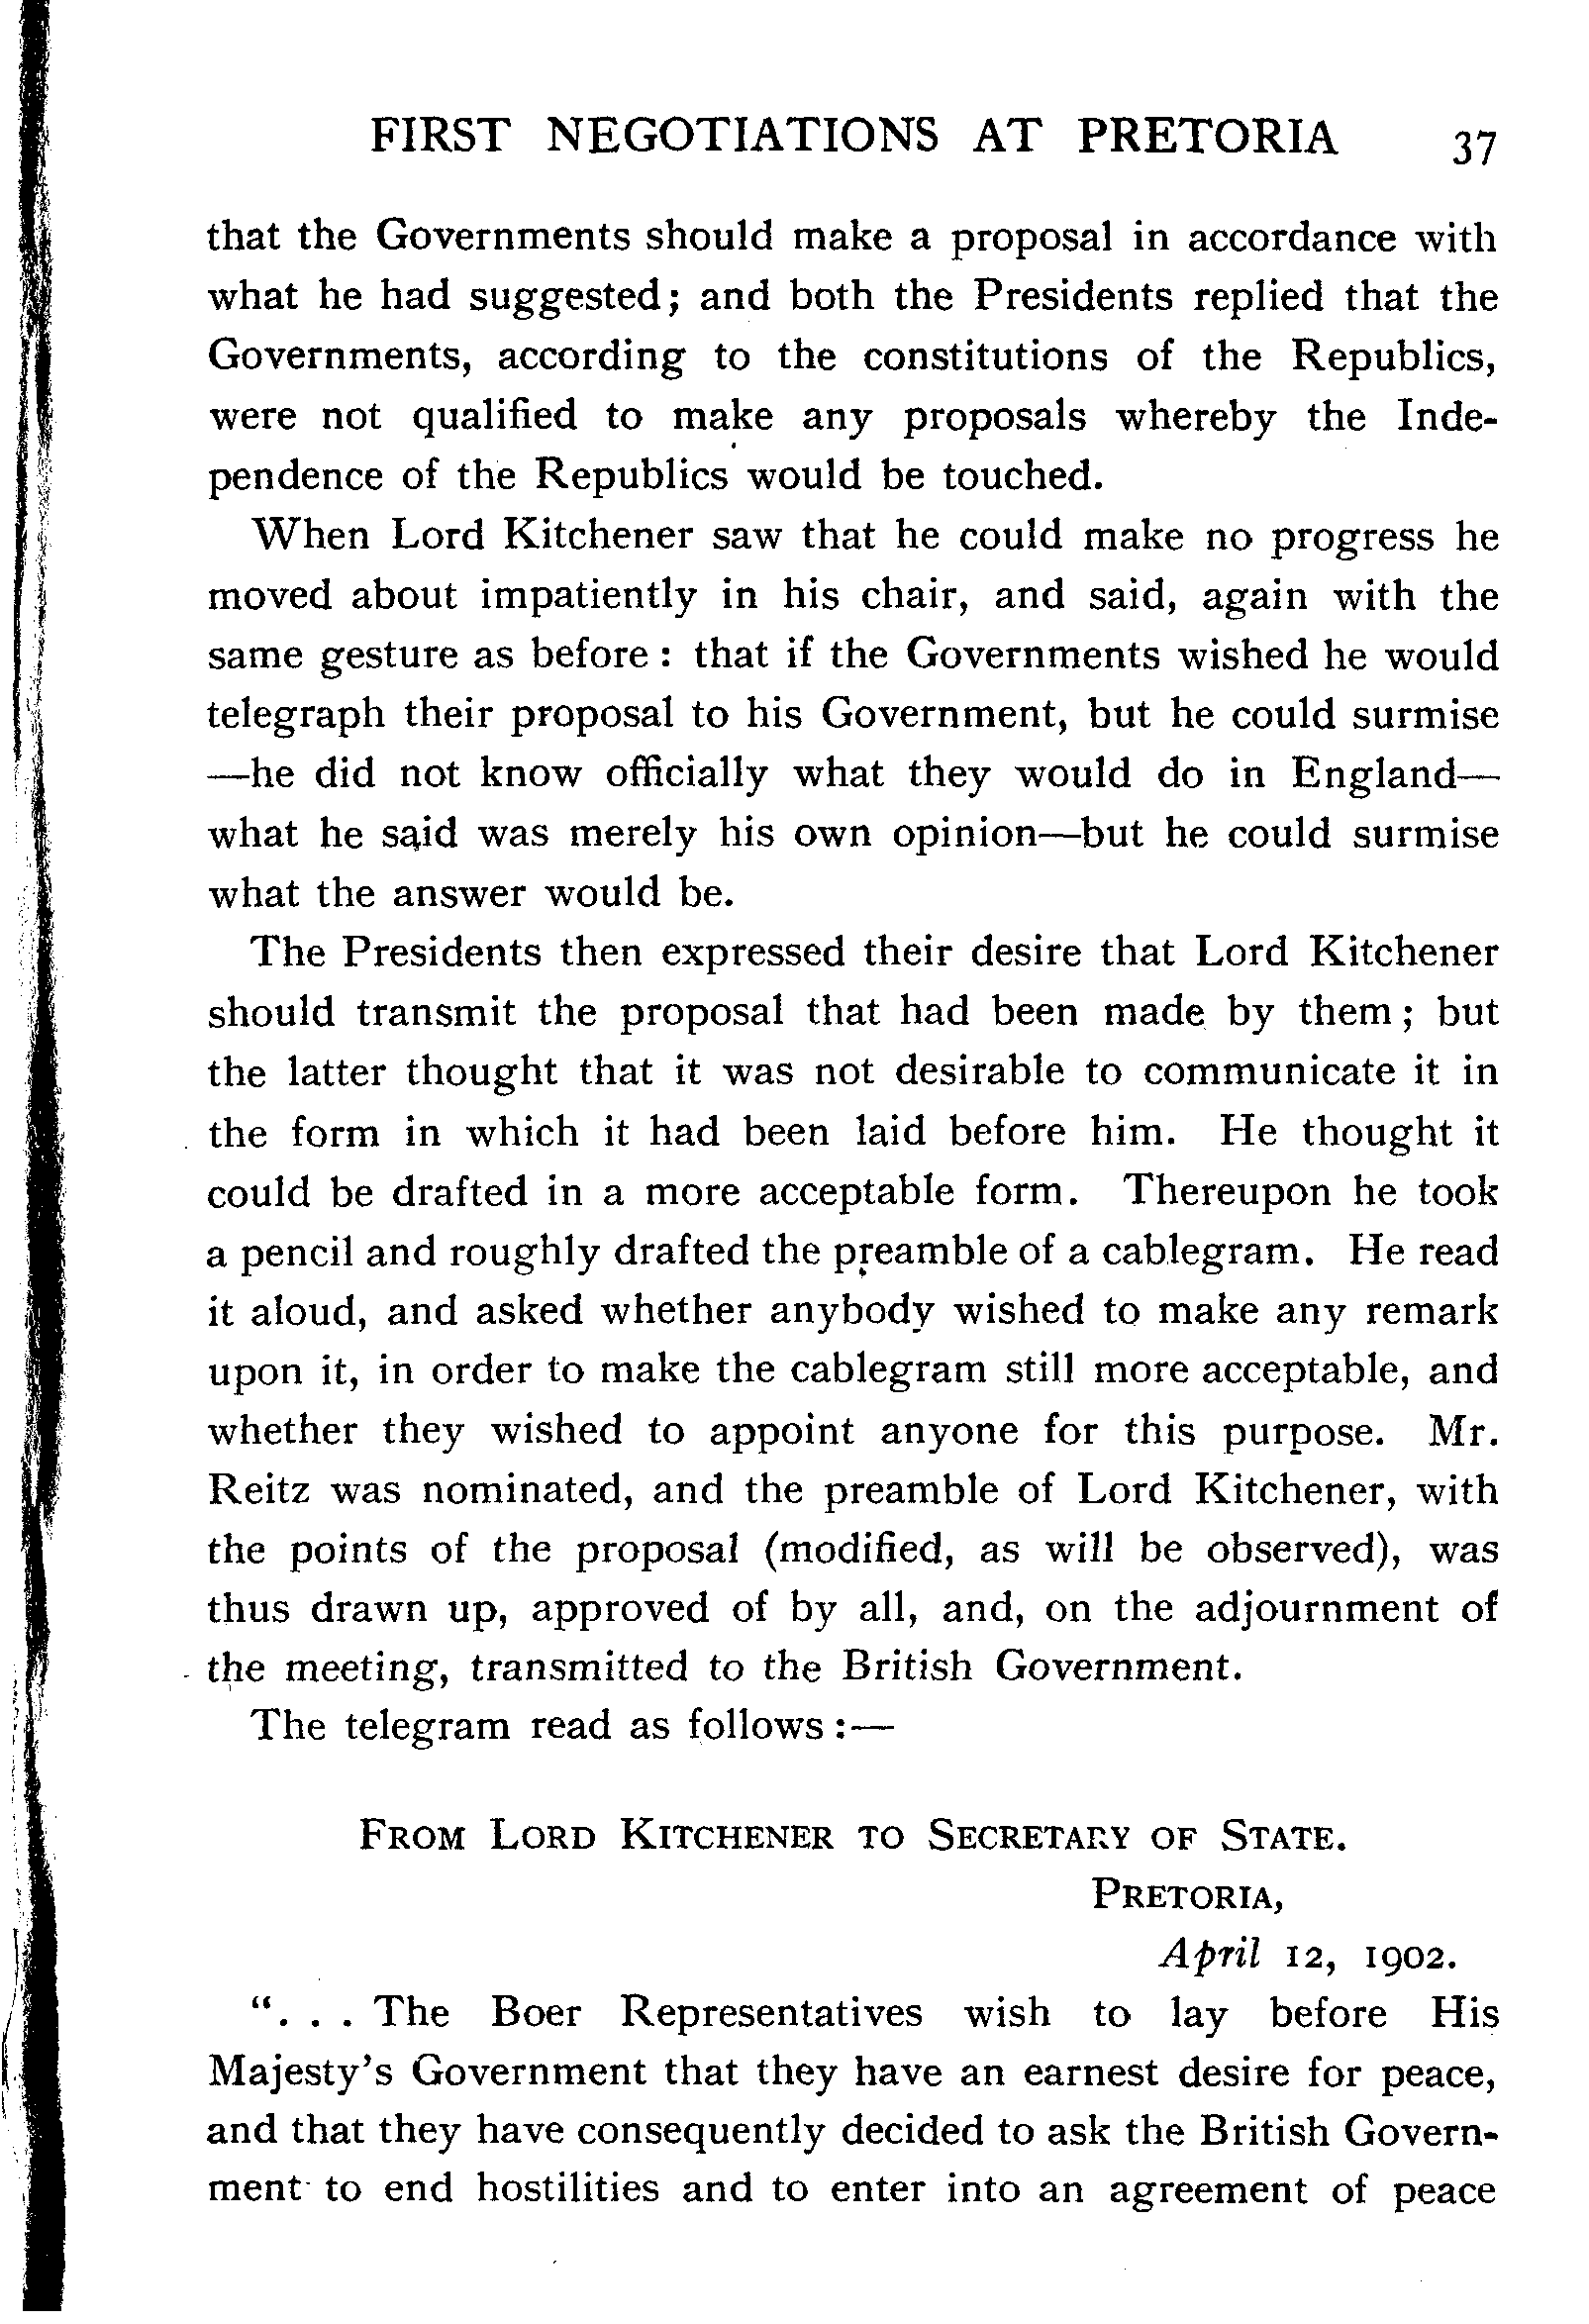 FIRST NEGOTIATIONS AT PRETORIA 37
that the Governments should make a proposal in accordance with
what he had suggested; and both the Presidents replied that the
Governments, according to the constitutions of the Republics,
were not qualified to make any proposals whereby the Inde-
pendence of the Republics would be touched.
When Lord Kitchener saw that he could make no progress he
moved about impatiently in his chair, and said, again with the
same gesture as before: that if the Governments wished he would
telegraph their proposal to his Government, but he could surmise
—he did not know officially what they would do in England—
what he said was merely his own opinion—but he could surmise
what the answer would be.
The Presidents then expressed their desire that Lord Kitchener
should transmit the proposal that had been made by them; but
the latter thought that it was not desirable to communicate it in
the form in which it had been laid before him. He thought it
could be drafted in a more acceptable form. Thereupon he took
a pencil and roughly drafted the preamble of a cablegram. He read
it aloud, and asked whether anybody wished to make any remark
upon it, in order to make the cablegram still more acceptable, and
whether they wished to appoint anyone for this purpose. Mr.
Reitz was nominated, and the preamble of Lord Kitchener, with
the points of the proposal (modified, as will be observed), was
thus drawn up, approved of by all, and, on the adjournment of
the meeting, transmitted to the British Government.
The telegram read as follows:—
FROM LORD KITCHENER TO SECRETARY OF STATE.
PRETORIA,
April 12, 1902.
". . . The Boer Representatives wish to lay before His
Majesty's Government that they have an earnest desire for peace,
and that they have consequently decided to ask the British Govern-
ment to end hostilities and to enter into an agreement of peace